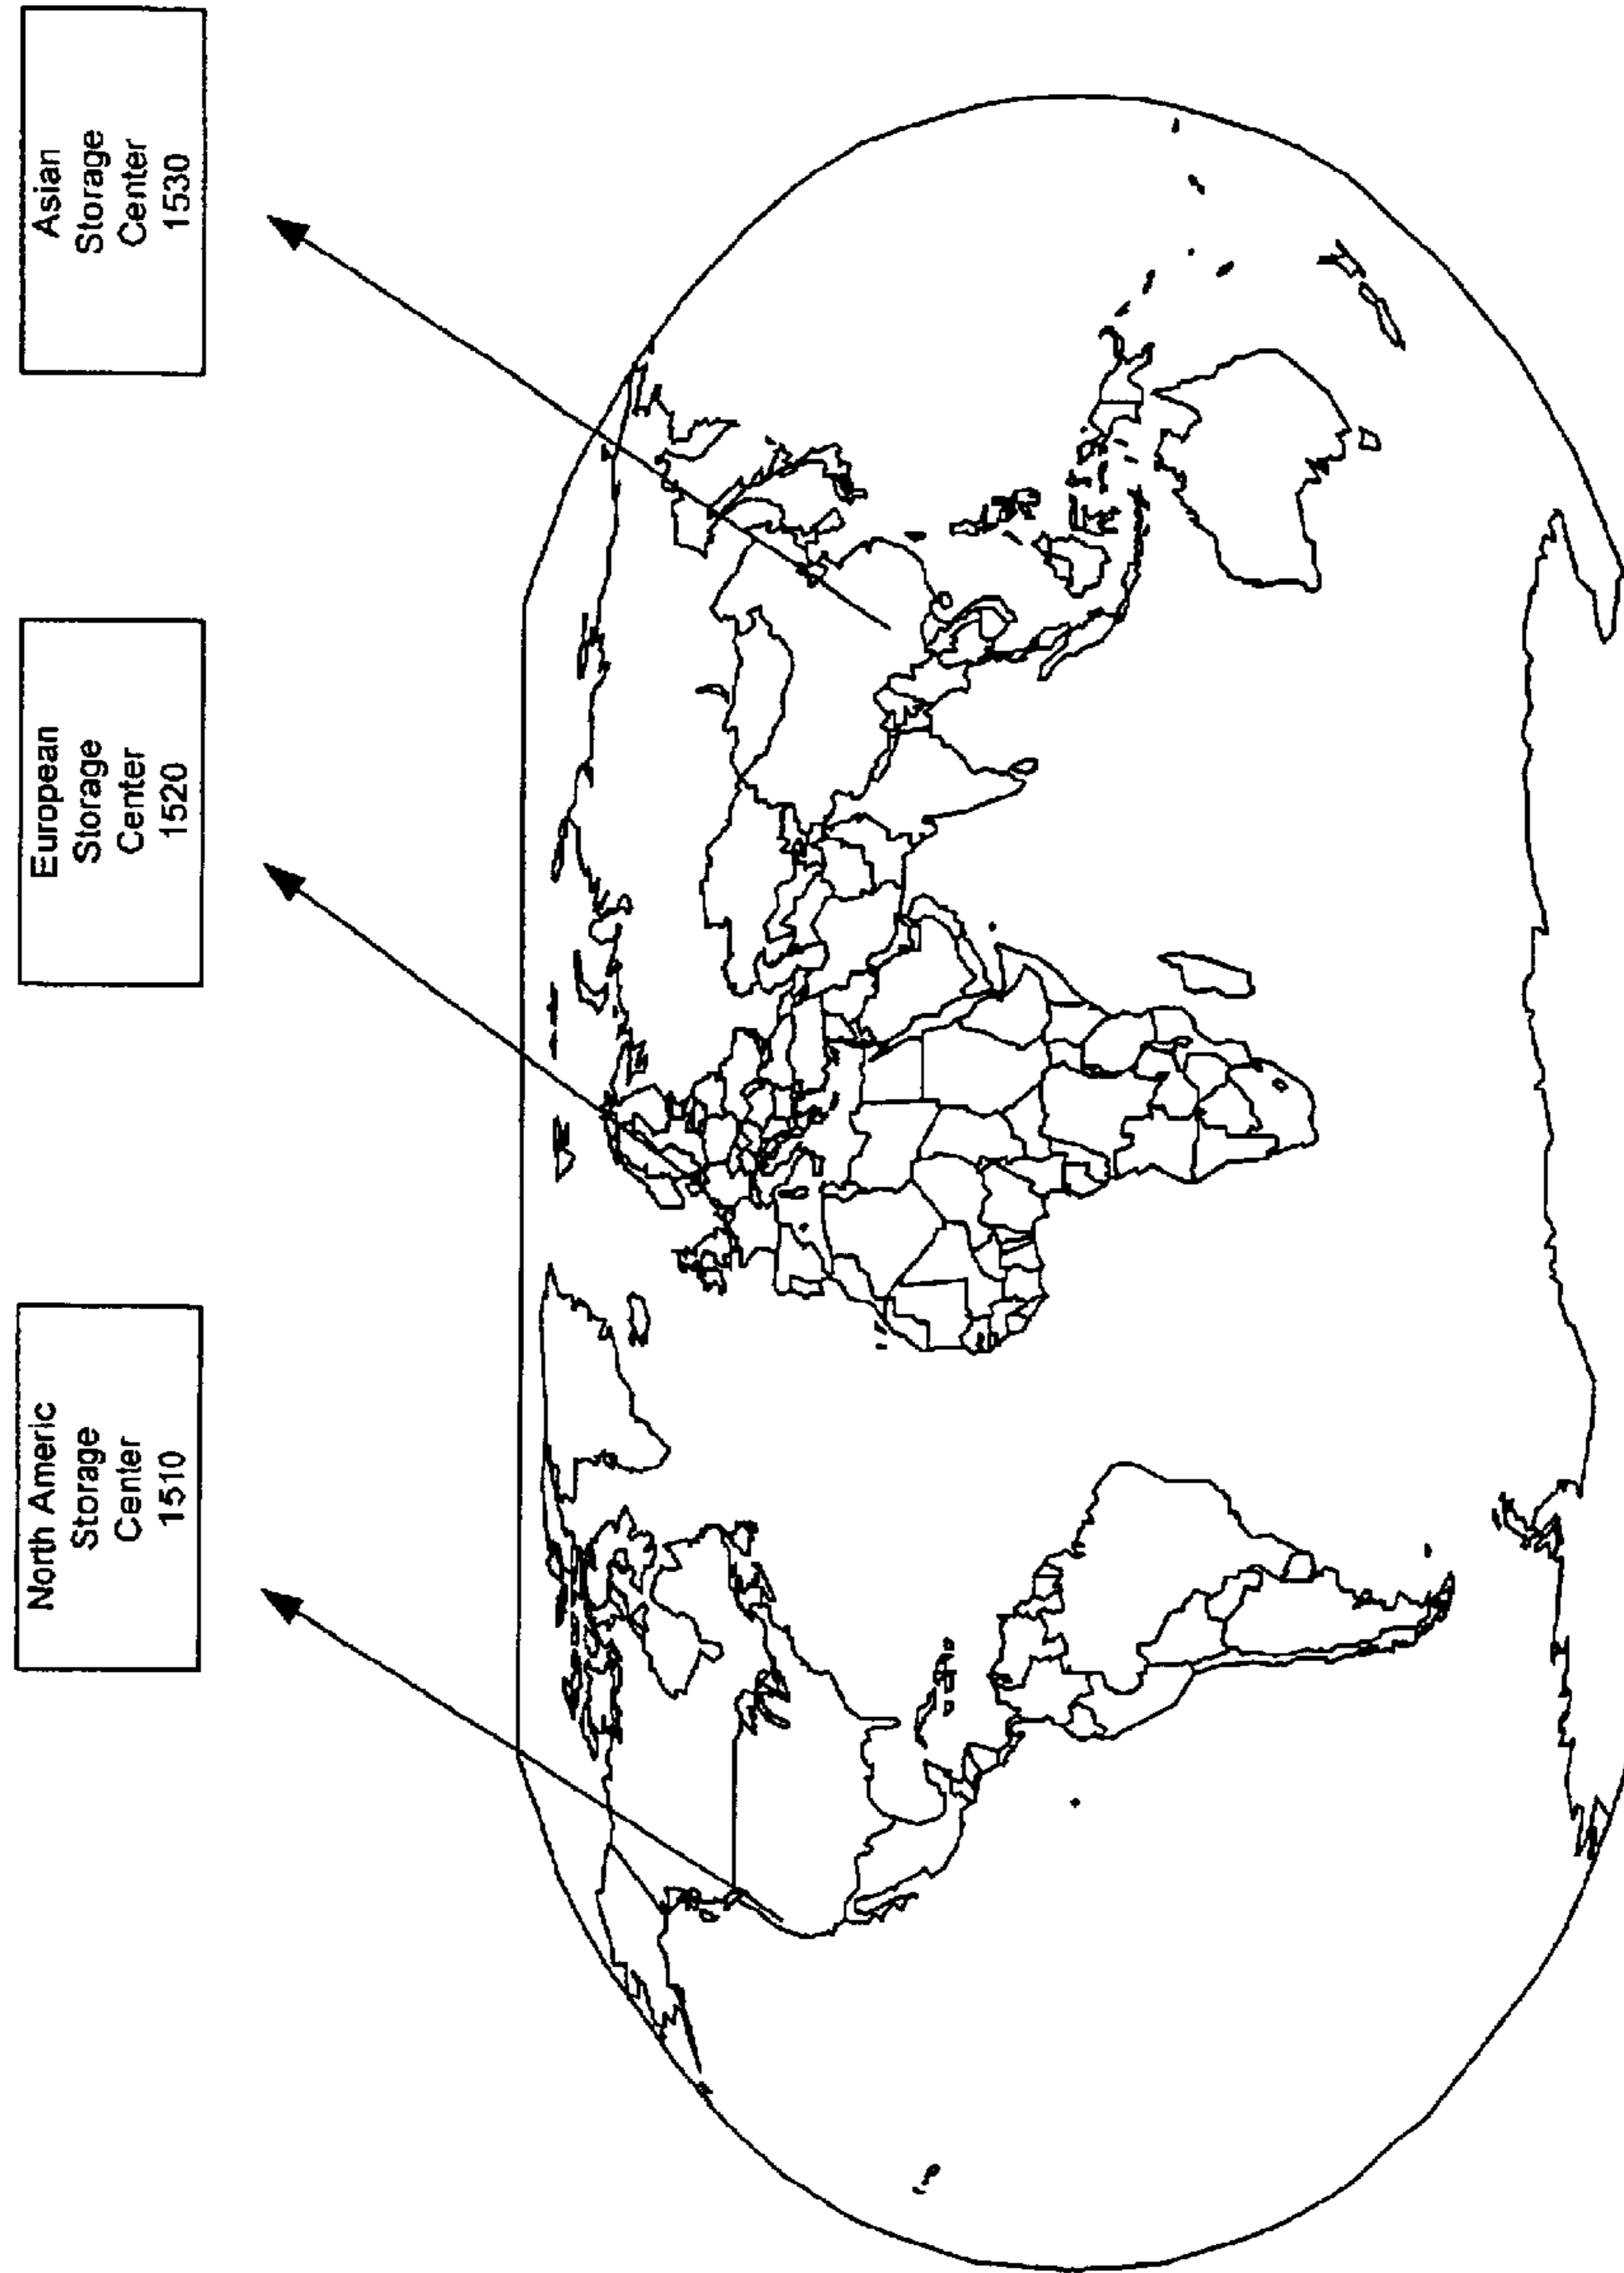 North Americ
Storage
Center
1510
European
Storage
Center
1520
Asian
Storage
Center
1530